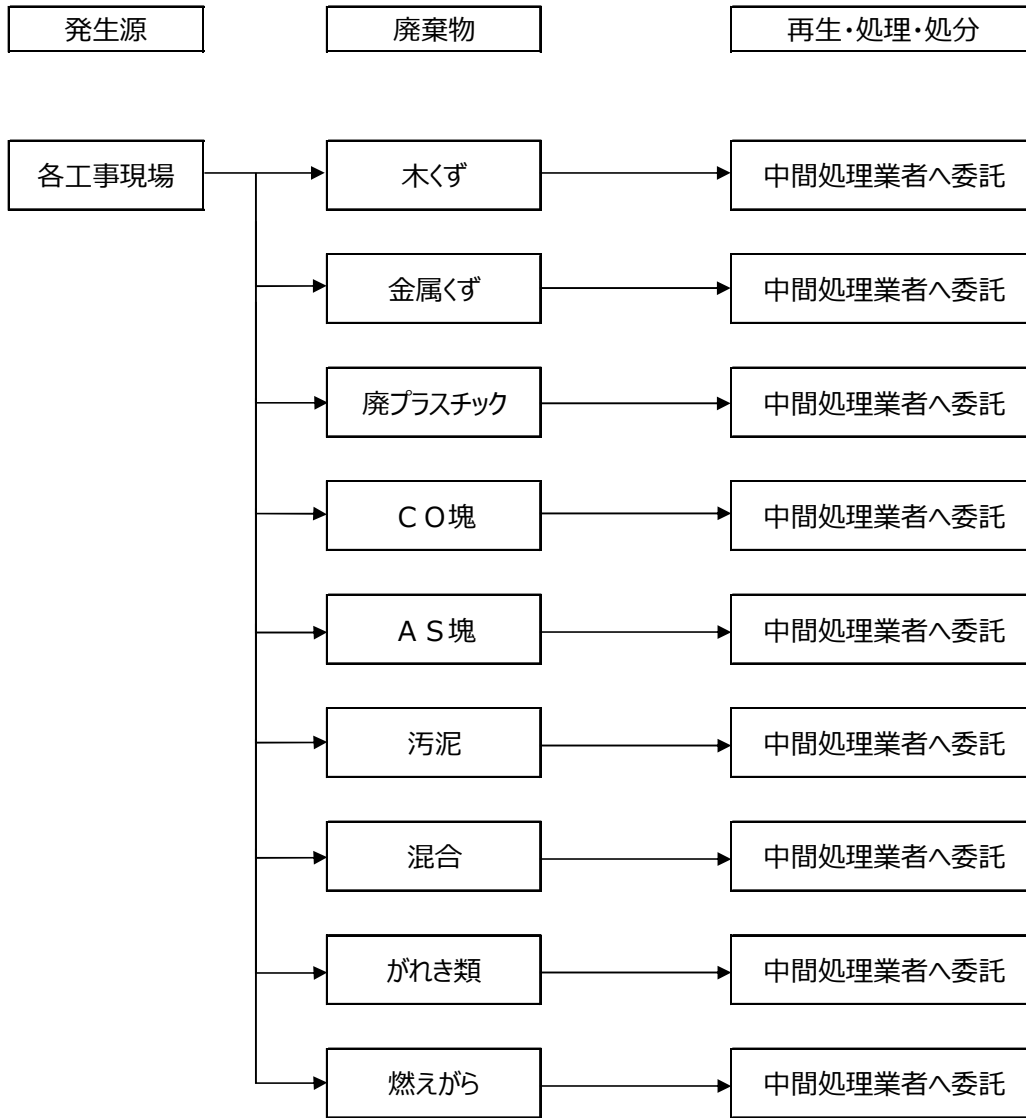 発生源 廃棄物 再生・処理・処分
各工事現場 木くず 中間処理業者へ委託
金属くず 中間処理業者へ委託
廃プラスチック 中間処理業者へ委託
ＣＯ塊 中間処理業者へ委託
ＡＳ塊 中間処理業者へ委託
汚泥 中間処理業者へ委託
混合 中間処理業者へ委託
がれき類 中間処理業者へ委託
燃えがら 中間処理業者へ委託